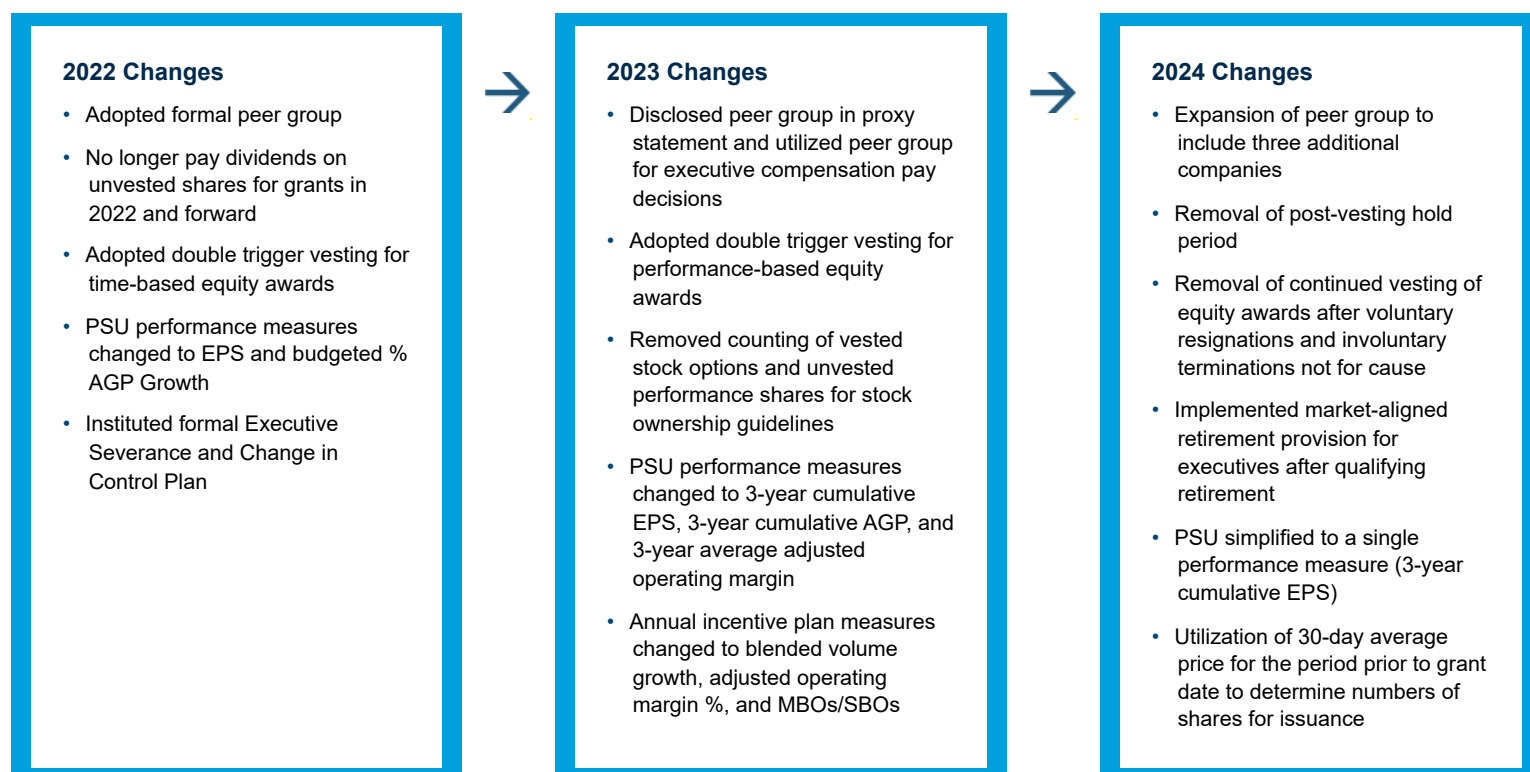 2022 Changes
• Adopted formal peer group
• No longer pay dividends on
unvested shares for grants in
2022 and forward
• Adopted double trigger vesting for
time-based equity awards
• PSU performance measures
changed to EPS and budgeted %
AGP Growth
• Instituted formal Executive
Severance and Change in
Control Plan
2023 Changes
• Disclosed peer group in proxy
statement and utilized peer group
for executive compensation pay
decisions
• Adopted double trigger vesting for
performance-based equity
awards
• Removed counting of vested
stock options and unvested
performance shares for stock
ownership guidelines
• PSU performance measures
changed to 3-year cumulative
EPS, 3-year cumulative AGP, and
3-year average adjusted
operating margin
• Annual incentive plan measures
changed to blended volume
growth, adjusted operating
margin %, and MBOs/SBOs
2024 Changes
• Expansion of peer group to
include three additional
companies
• Removal of post-vesting hold
period
• Removal of continued vesting of
equity awards after voluntary
resignations and involuntary
terminations not for cause
• Implemented market-aligned
retirement provision for
executives after qualifying
retirement
• PSU simplified to a single
performance measure (3-year
cumulative EPS)
• Utilization of 30-day average
price for the period prior to grant
date to determine numbers of
shares for issuance